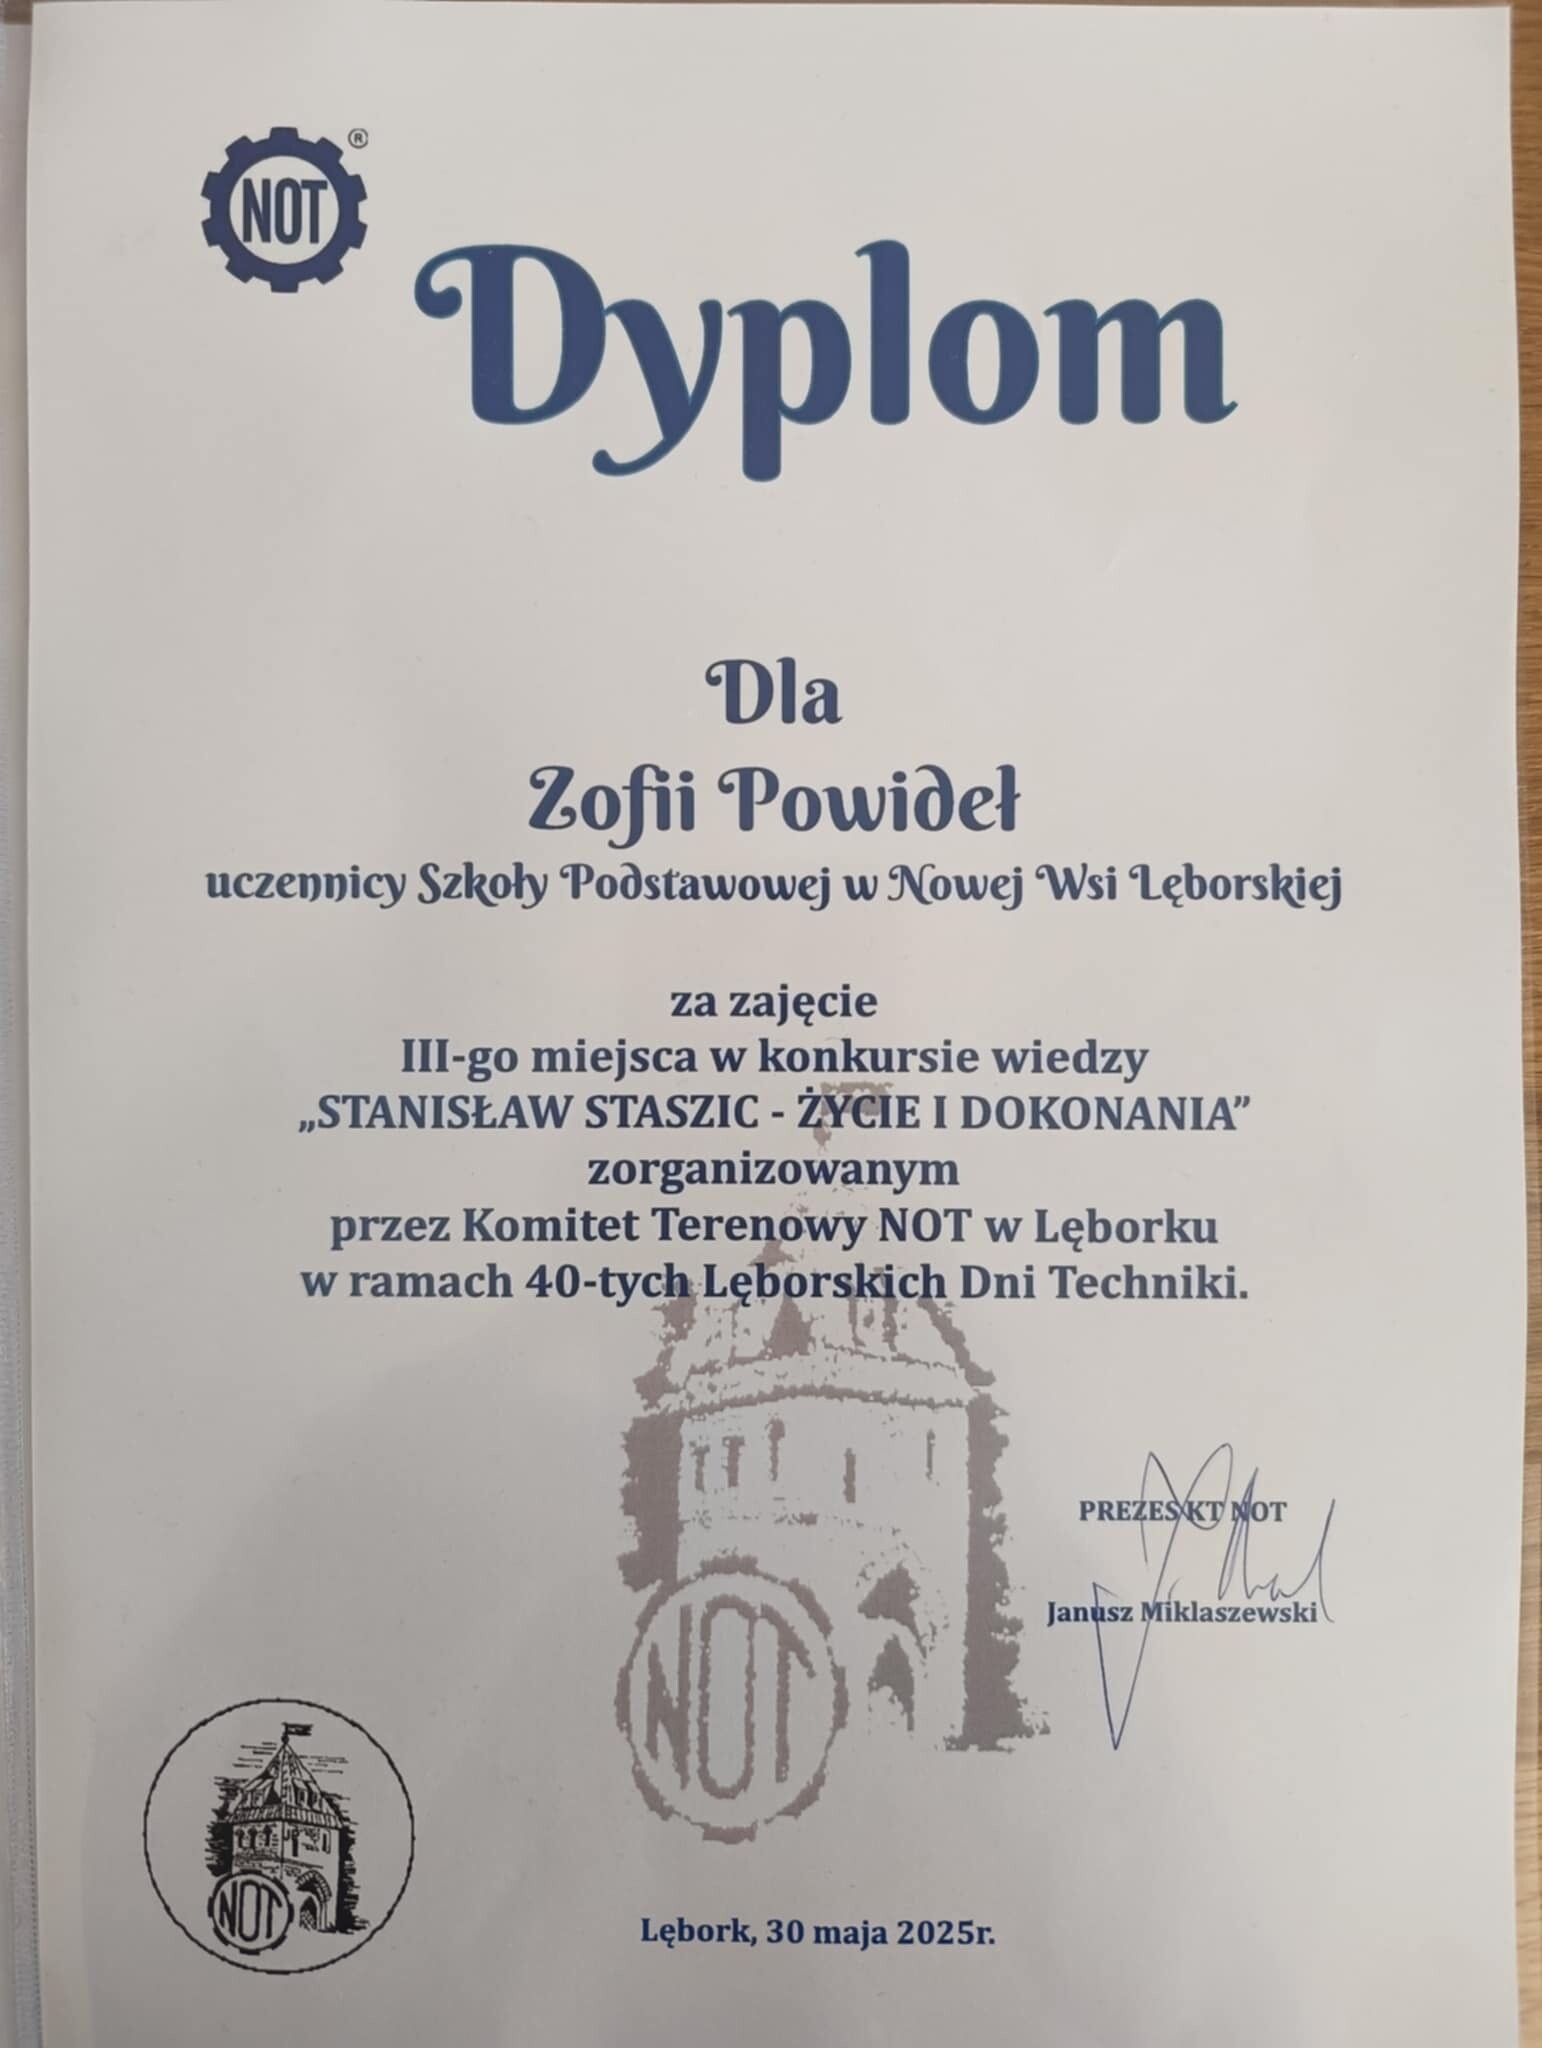 NOT ®
Dyplom
Dla
Zofii Powideł
uczennicy Szkoły Podstawowej w Nowej Wsi Lęborskiej
za zajęcie
III-go miejsca w konkursie wiedzy
„STANISŁAW STASZIC - ŻYCIE I DOKONANIA”
zorganizowanym
przez Komitet Terenowy NOT w Lęborku
w ramach 40-tych Lęborskich Dni Techniki.
PREZES KT NOT
Janusz Miklaszewski
NOT
NOT
Lębork, 30 maja 2025r.